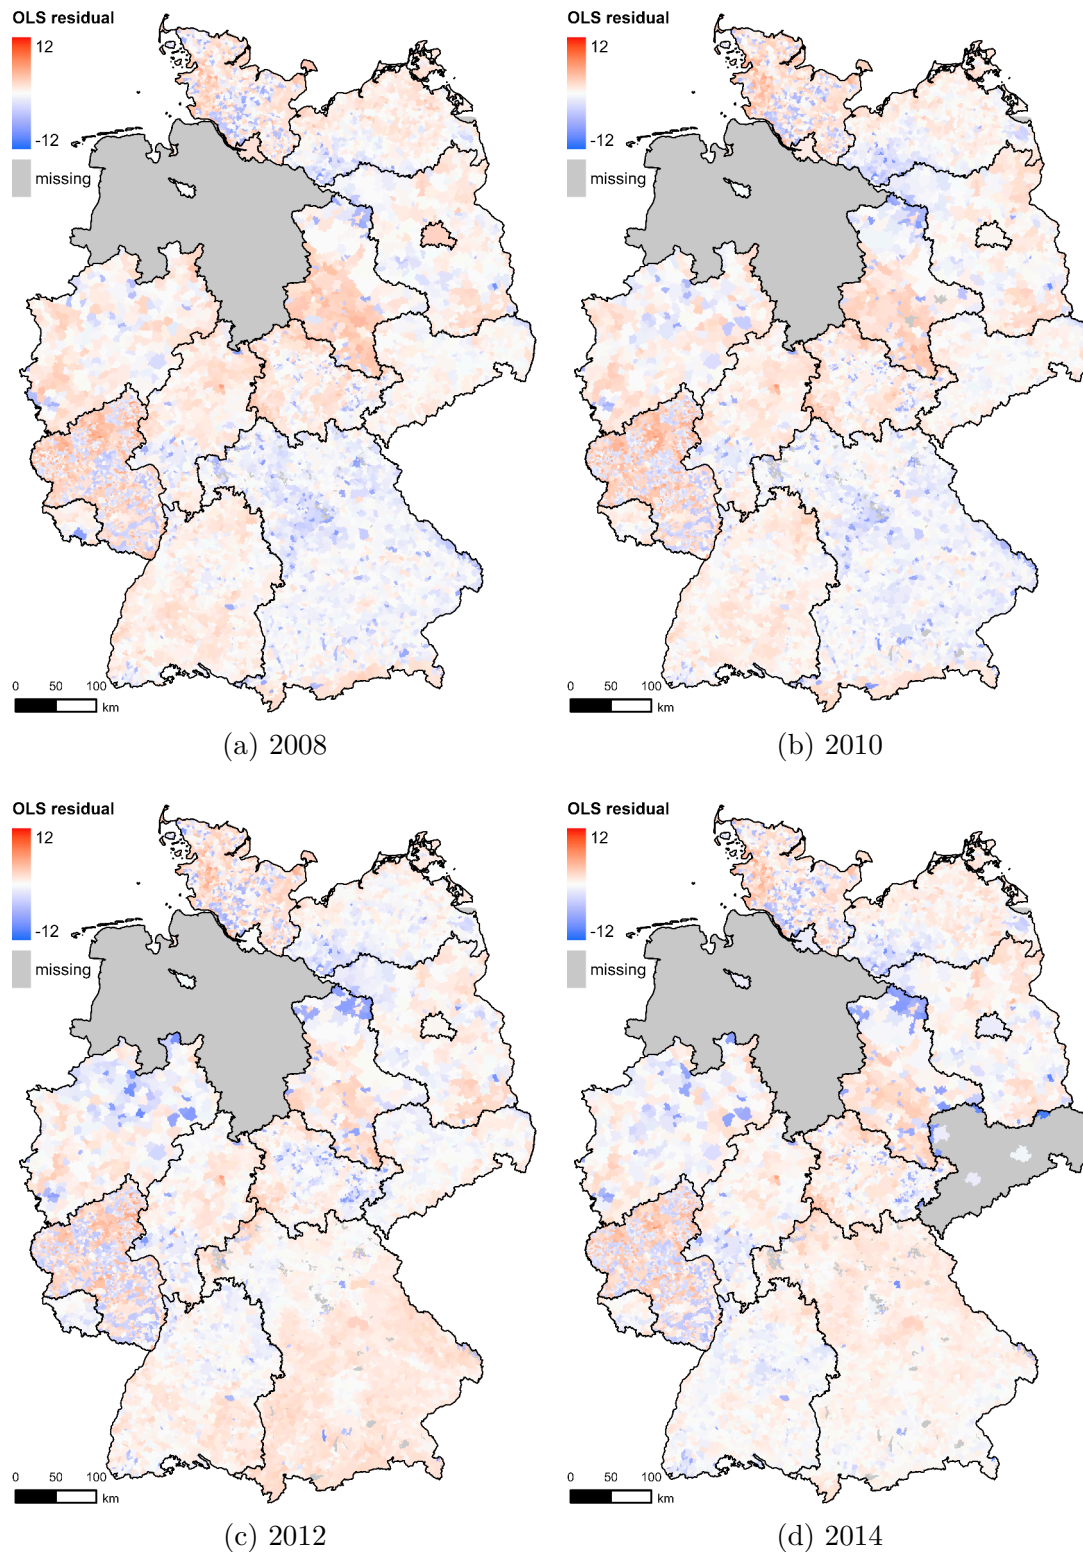 OLS residual
12
-12
missing
0 50 100
km
(a) 2008
OLS residual
12
-12
missing
0 50 100
km
(b) 2010
OLS residual
12
-12
missing
0 50 100
km
(c) 2012
OLS residual
12
-12
missing
0 50 100
km
(d) 2014